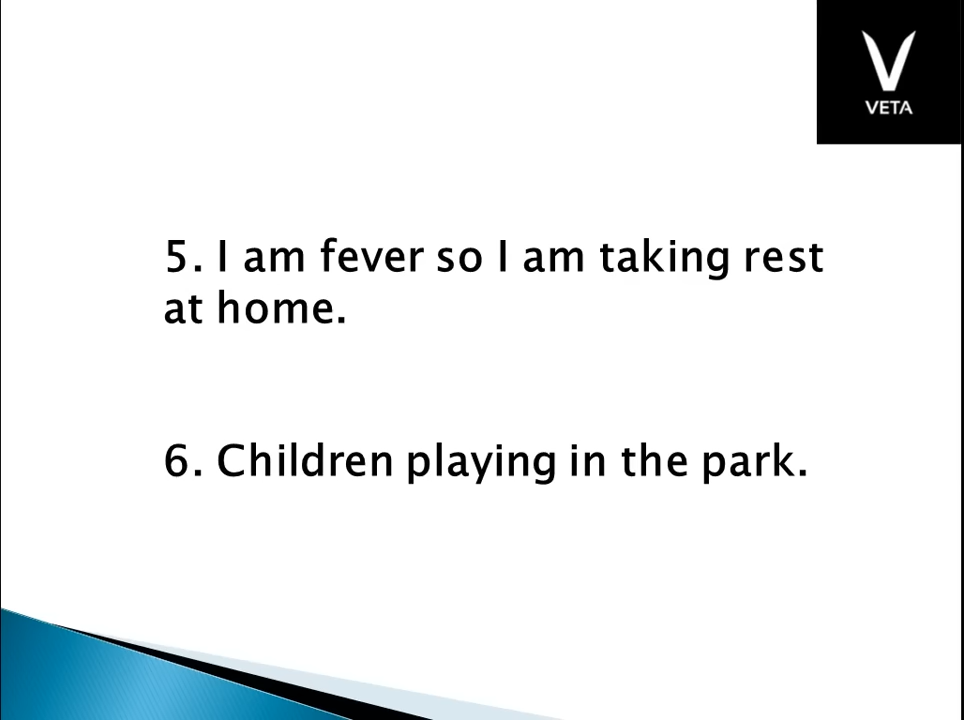 VETA
5. I am fever so I am taking rest
at home.
6. Children playing in the park.